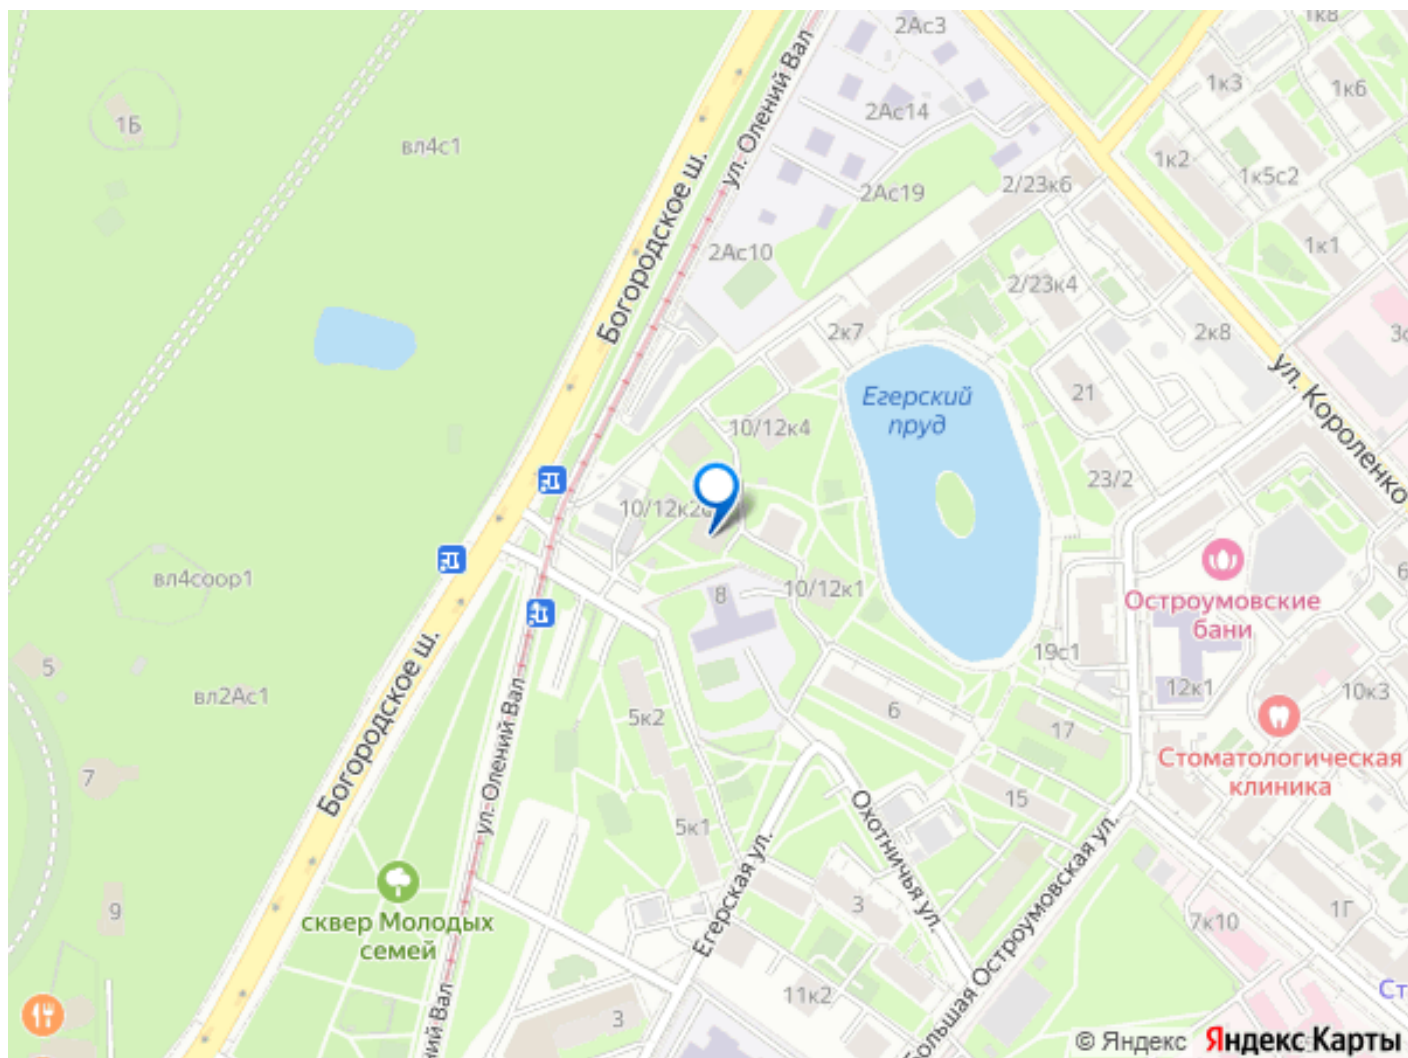 2Ас3
1к8
1к3
1к6
1Б
вл4с1
2Ас14
ул. Олений Вал
1к2
1к5с2
2/23к6
2Ас19
Богородское ш.
2Ас10
1к1
2/23к4
2к7
2к8
ул. Короленко
Егерский
пруд
21
10/12к4
23/2
10/12к2с
вл4соор1
8
10/12к1
Остроумовские
бани
6
5
19с1
12к1
10к3
вл2Ас1
5к2
6
17
Богородское ш.
ул. Олений Вал
7
Стоматологическая
клиника
15
5к1
Охотничья ул.
Егерская ул.
Большая Остроумовская ул.
сквер Молодых
семей
9
3
7к10
1Г
11к2
3
© Яндекс
Яндекс Карты